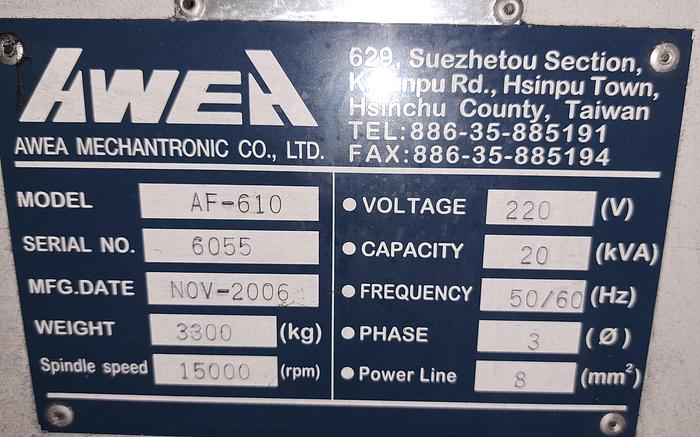 AWEA
AWEA MECHANTRONIC CO., LTD.
629, Suezhetou Section,
Rd., Hsinpu Town,
Hsinchu County, Taiwan
TEL:886-35-885191
FAX:886-35-885194
MODEL AF-610
SERIAL NO. 6055
MFG.DATE NOV-2006
WEIGHT 3300 (kg)
Spindle speed 15000 (rpm)
● VOLTAGE 220 (V)
● CAPACITY 20 (kVA)
● FREQUENCY 50/60 (Hz)
● PHASE 3 (Ø)
● Power Line 8 (mm²)